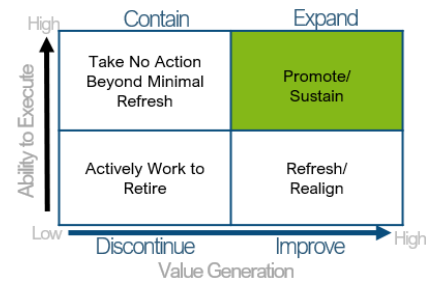 Contain Expand
High
Take No Action
Beyond Minimal
Refresh
Promote/
Sustain
Ability to Execute
Actively Work to
Retire
Refresh/
Realign
Low High
Discontinue Improve
Value Generation